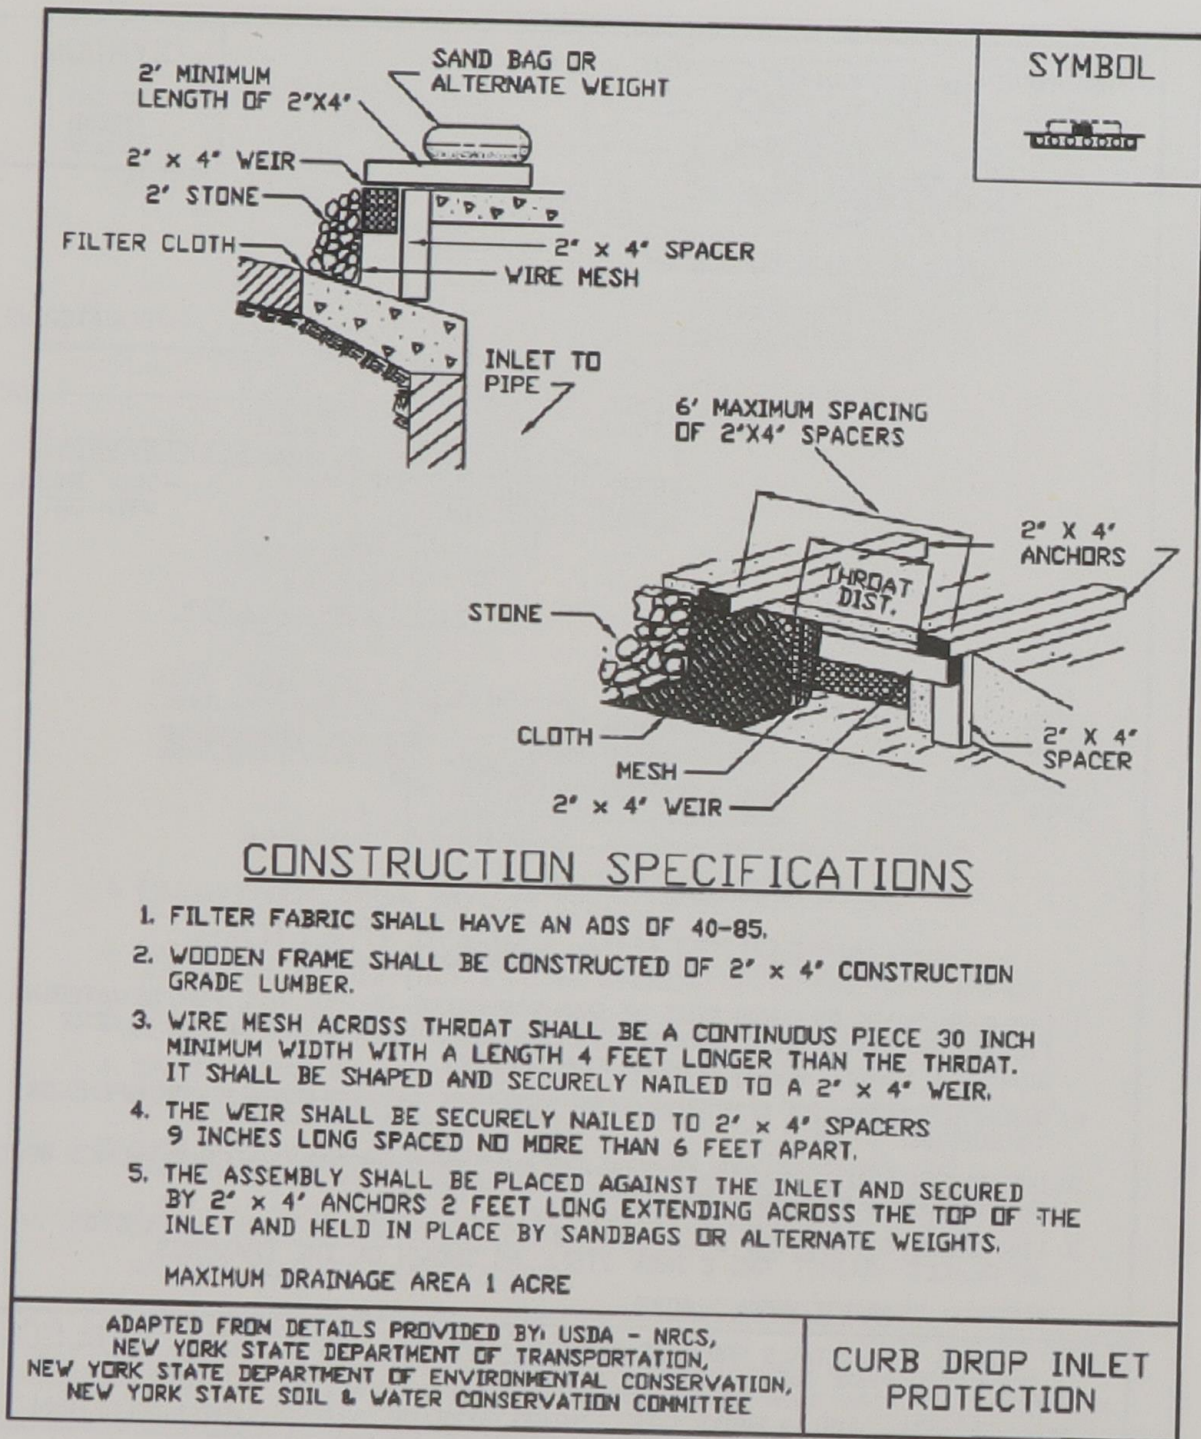 SYMBOL
2' MINIMUM
LENGTH OF 2"X4"
SAND BAG OR
ALTERNATE WEIGHT
2" x 4" WEIR
2" STONE
FILTER CLOTH
2" x 4" SPACER
WIRE MESH
INLET TO
PIPE
6' MAXIMUM SPACING
OF 2"X4" SPACERS
2" X 4"
ANCHORS
THROAT
DIST.
STONE
CLOTH
MESH
2" x 4" WEIR
2" X 4"
SPACER
CONSTRUCTION SPECIFICATIONS
1. FILTER FABRIC SHALL HAVE AN AOS OF 40-85.
2. WOODEN FRAME SHALL BE CONSTRUCTED OF 2" x 4" CONSTRUCTION
GRADE LUMBER.
3. WIRE MESH ACROSS THROAT SHALL BE A CONTINUOUS PIECE 30 INCH
MINIMUM WIDTH WITH A LENGTH 4 FEET LONGER THAN THE THROAT.
IT SHALL BE SHAPED AND SECURELY NAILED TO A 2" x 4" WEIR.
4. THE WEIR SHALL BE SECURELY NAILED TO 2" x 4" SPACERS
9 INCHES LONG SPACED NO MORE THAN 6 FEET APART.
5. THE ASSEMBLY SHALL BE PLACED AGAINST THE INLET AND SECURED
BY 2" x 4" ANCHORS 2 FEET LONG EXTENDING ACROSS THE TOP OF THE
INLET AND HELD IN PLACE BY SANDBAGS OR ALTERNATE WEIGHTS.
MAXIMUM DRAINAGE AREA 1 ACRE
ADAPTED FROM DETAILS PROVIDED BY: USDA - NRCS,
NEW YORK STATE DEPARTMENT OF TRANSPORTATION,
NEW YORK STATE DEPARTMENT OF ENVIRONMENTAL CONSERVATION,
NEW YORK STATE SOIL & WATER CONSERVATION COMMITTEE
CURB DROP INLET
PROTECTION